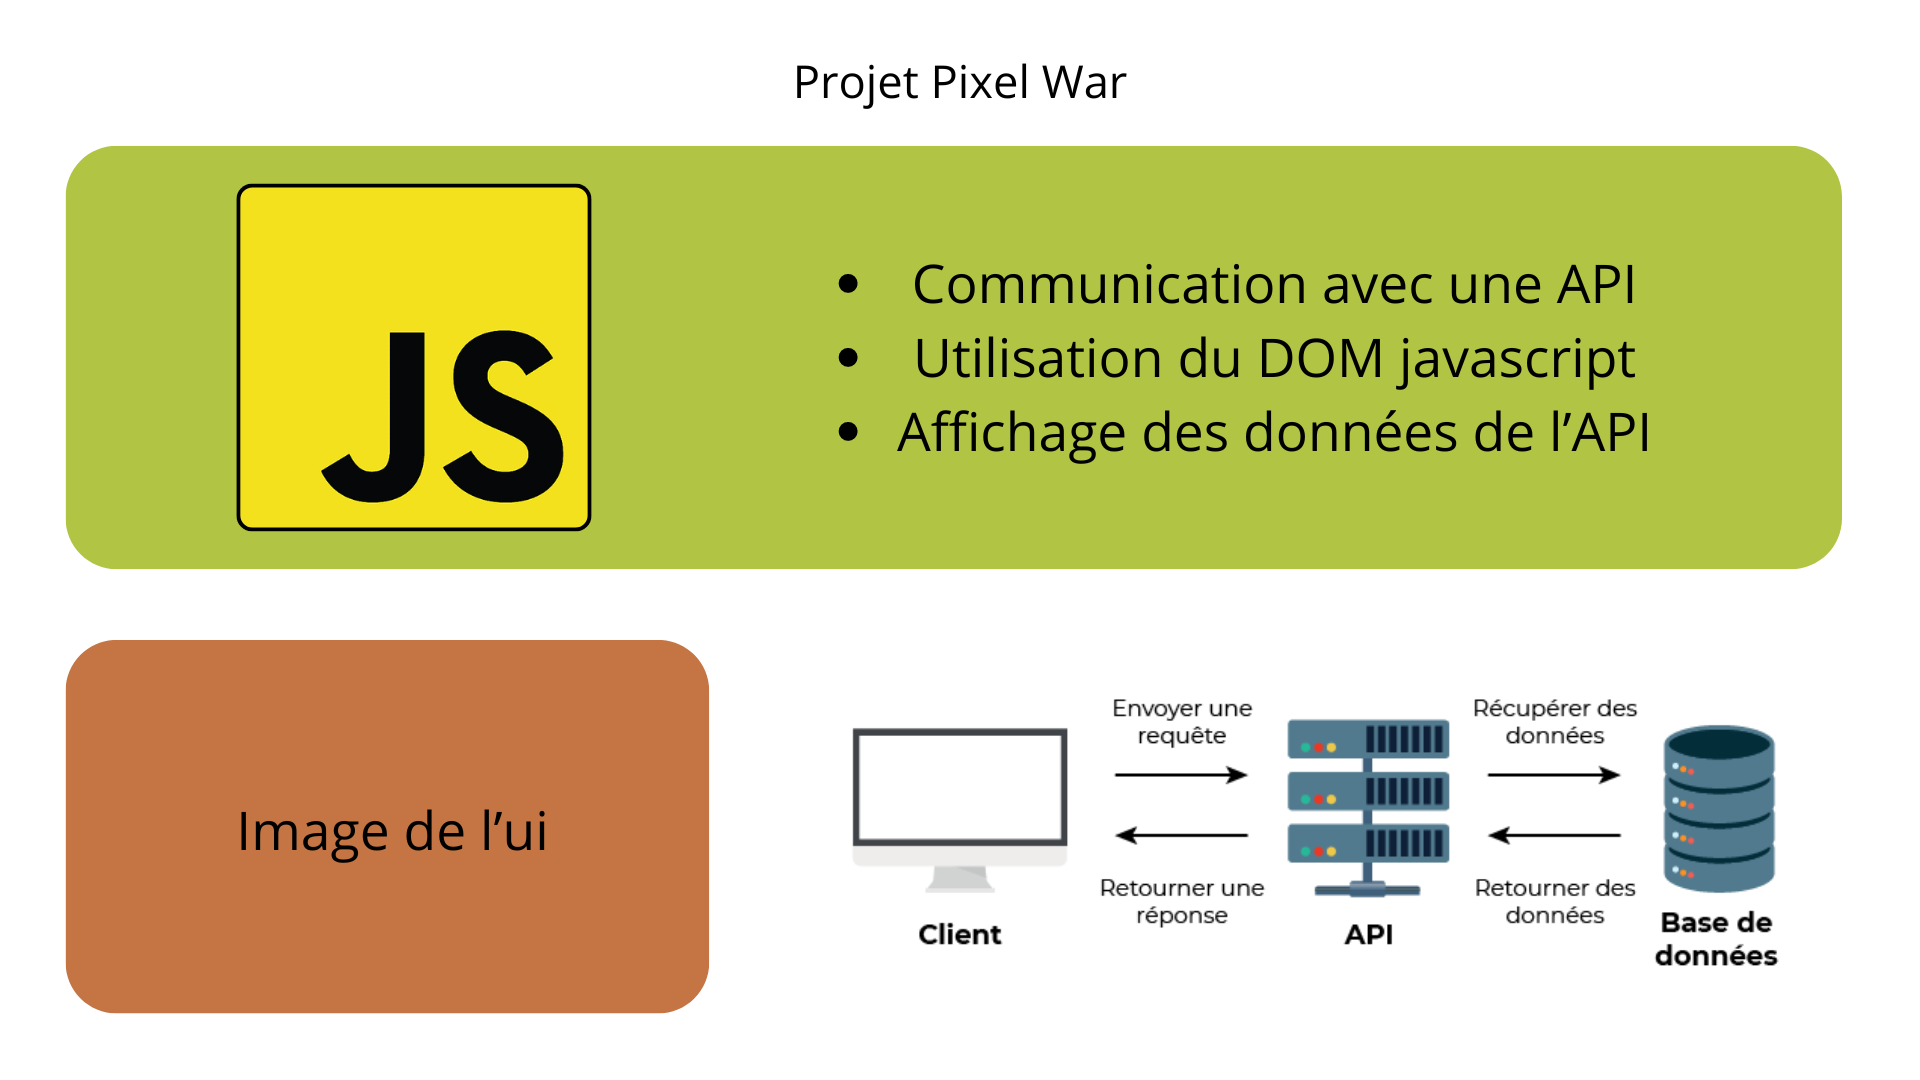 Projet Pixel War
JS
• Communication avec une API
• Utilisation du DOM javascript
• Affichage des données de l’API
Image de l’ui
Envoyer une
requête
Récupérer des
données
Retourner une
réponse
Retourner des
données
Client
API
Base de
données